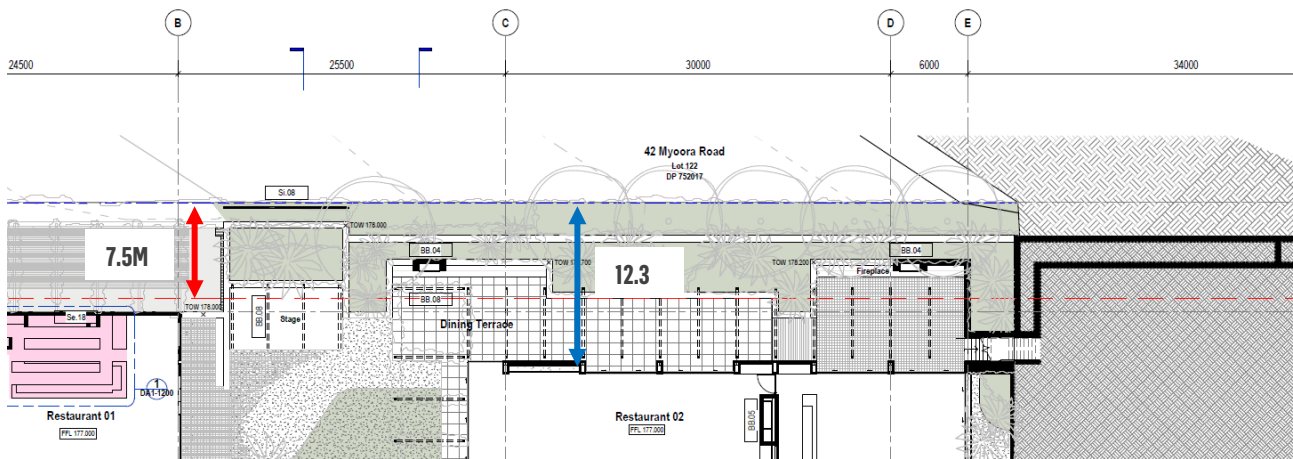 B
C
D
E
24500
25500
30000
6000
34000
42 Myoora Road
Lot 122
DP 752017
Si.08
TOW 178.000
7.5M
12.3
BB.04
BB.04
TOW 178.200
Fireplace
BB.08
BB.08
TOW 178.000
Stage
Dining Terrace
Se.18
1
DA1-1200
Restaurant 01
FFL 177.000
Restaurant 02
FFL 177.000
BB.05